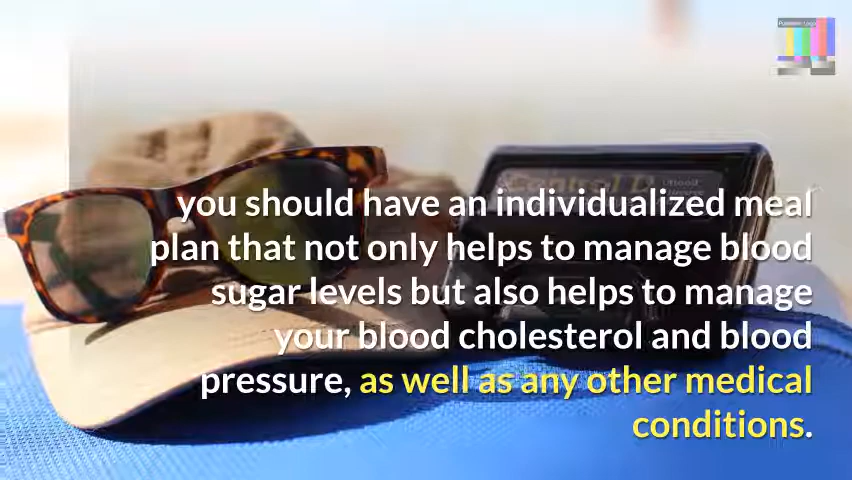 you should have an individualized meal
plan that not only helps to manage blood
sugar levels but also helps to manage
your blood cholesterol and blood
pressure, as well as any other medical
conditions.